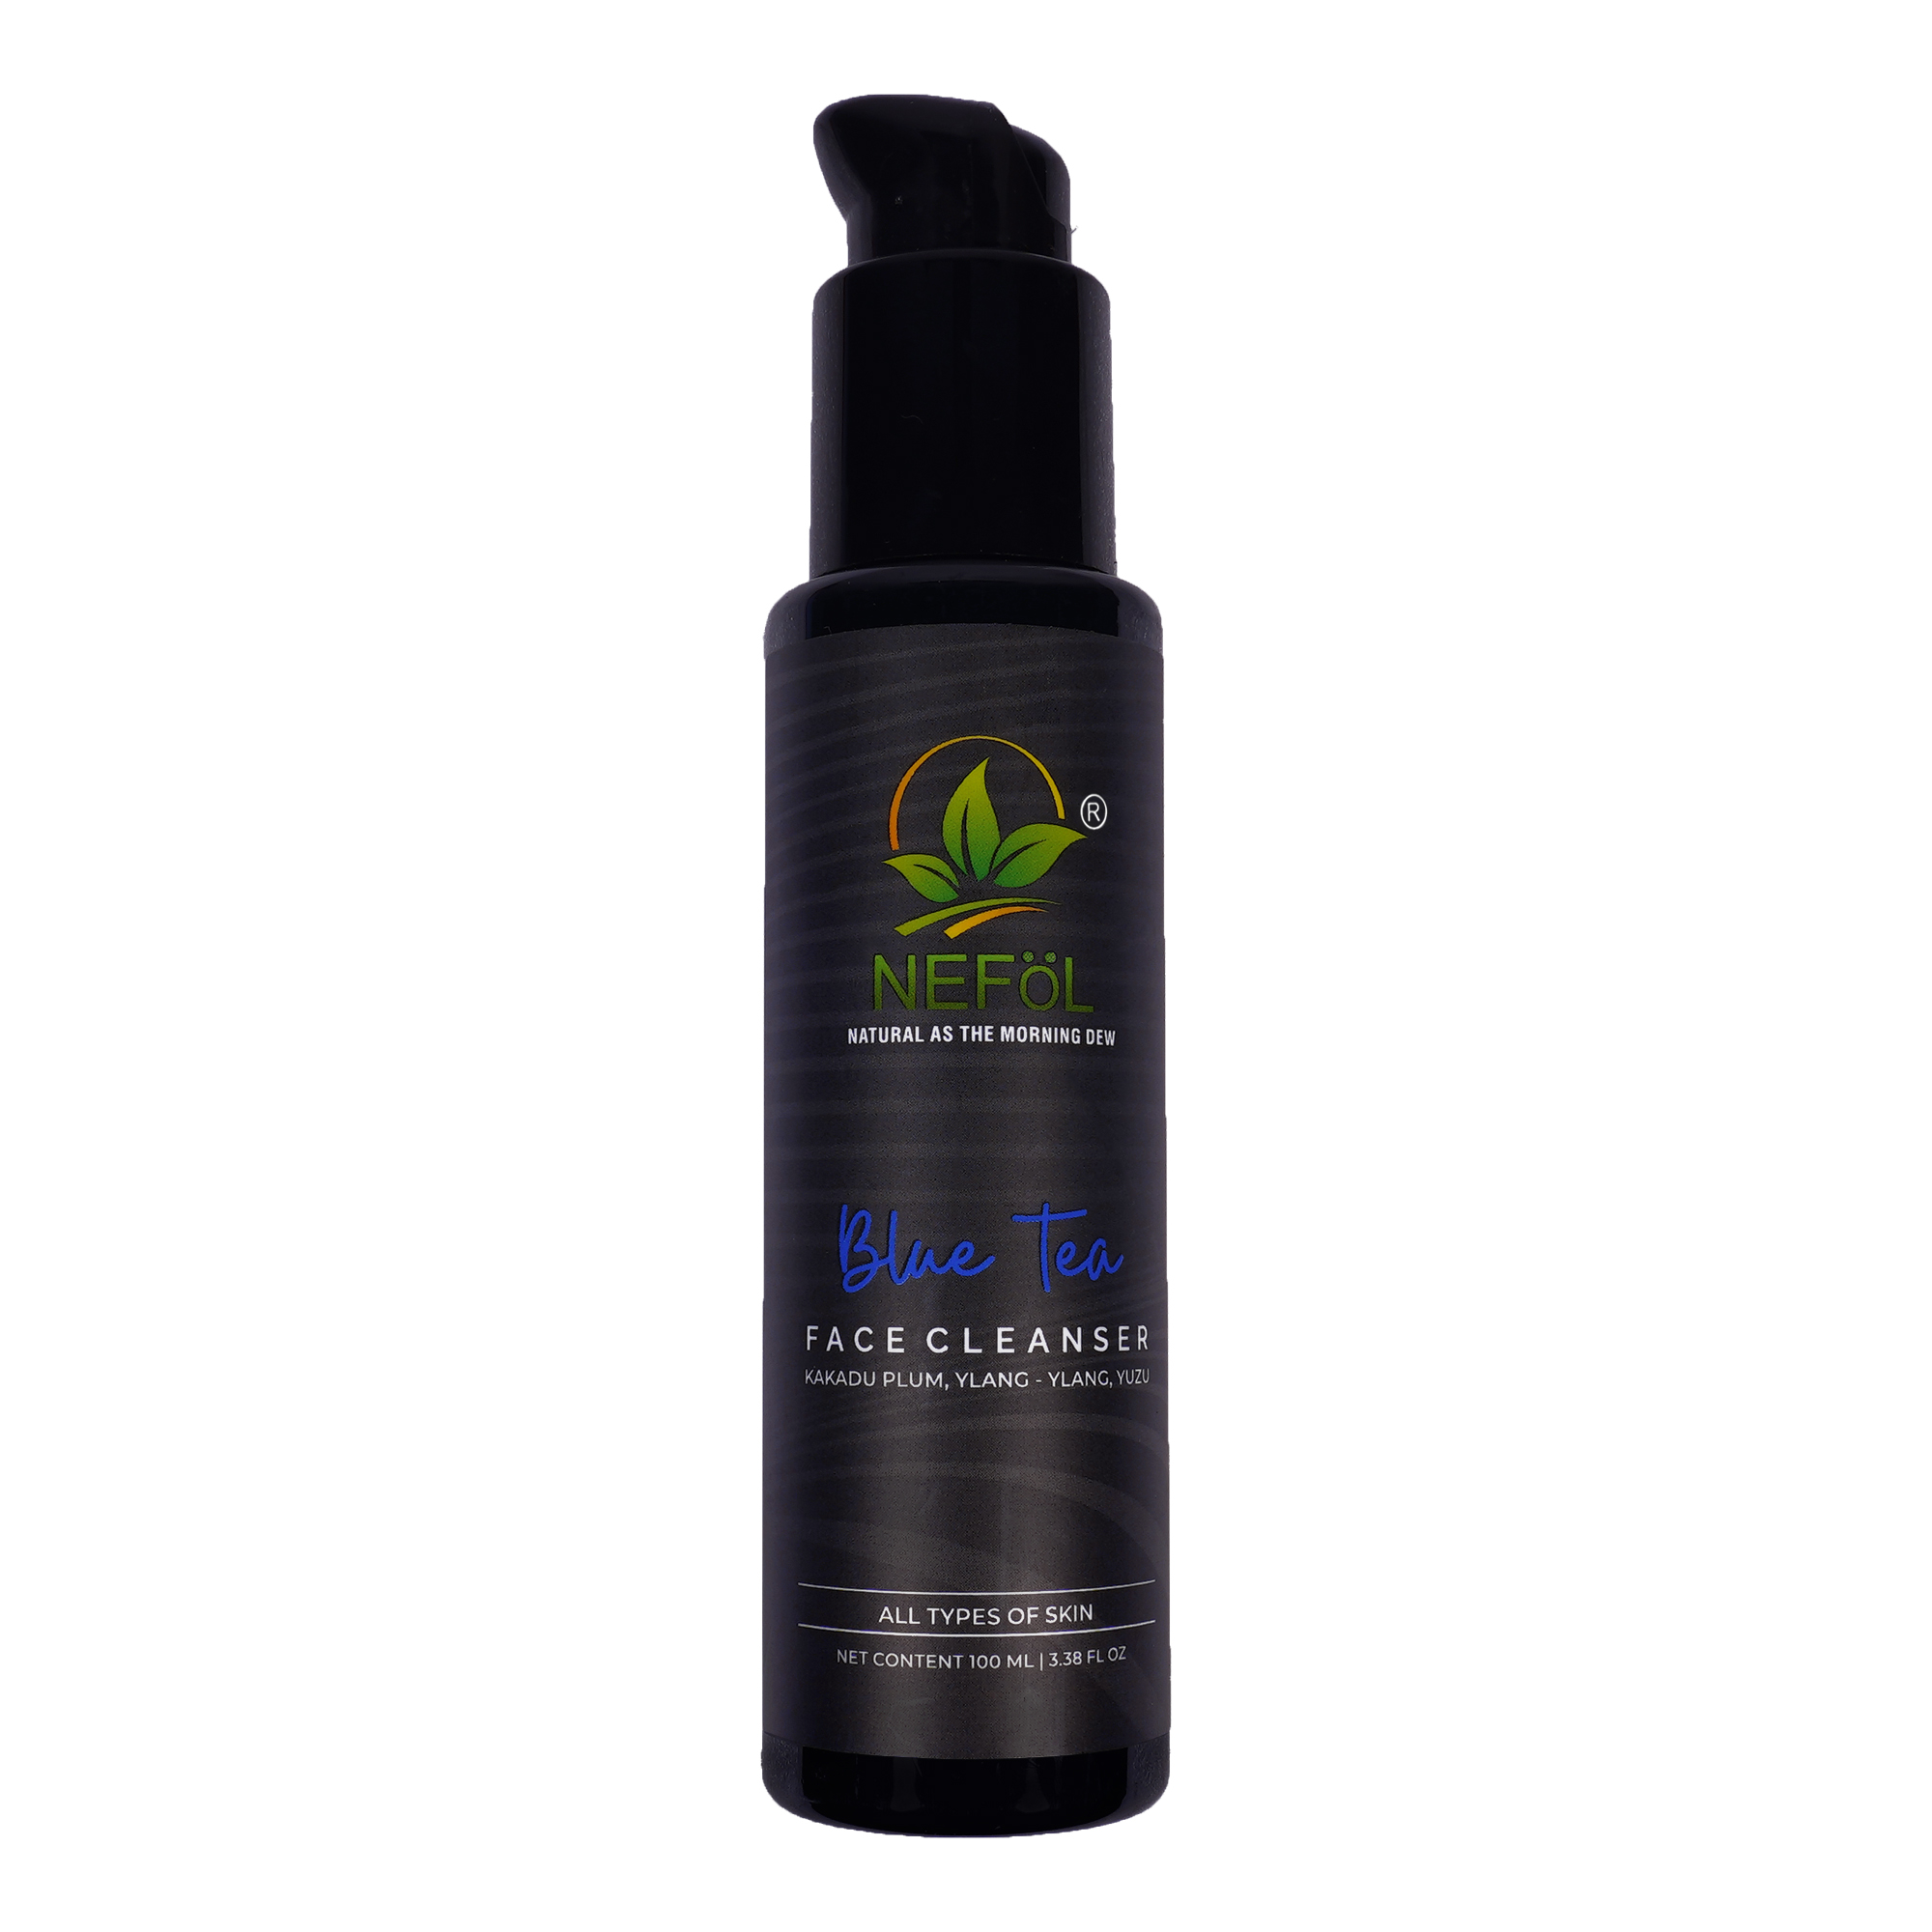 ®
NEFöL
NATURAL AS THE MORNING DEW
Blue Tea
FACE CLEANSER
KAKADU PLUM, YLANG - YLANG, YUZU
ALL TYPES OF SKIN
NET CONTENT 100 ML | 3.38 FL OZ